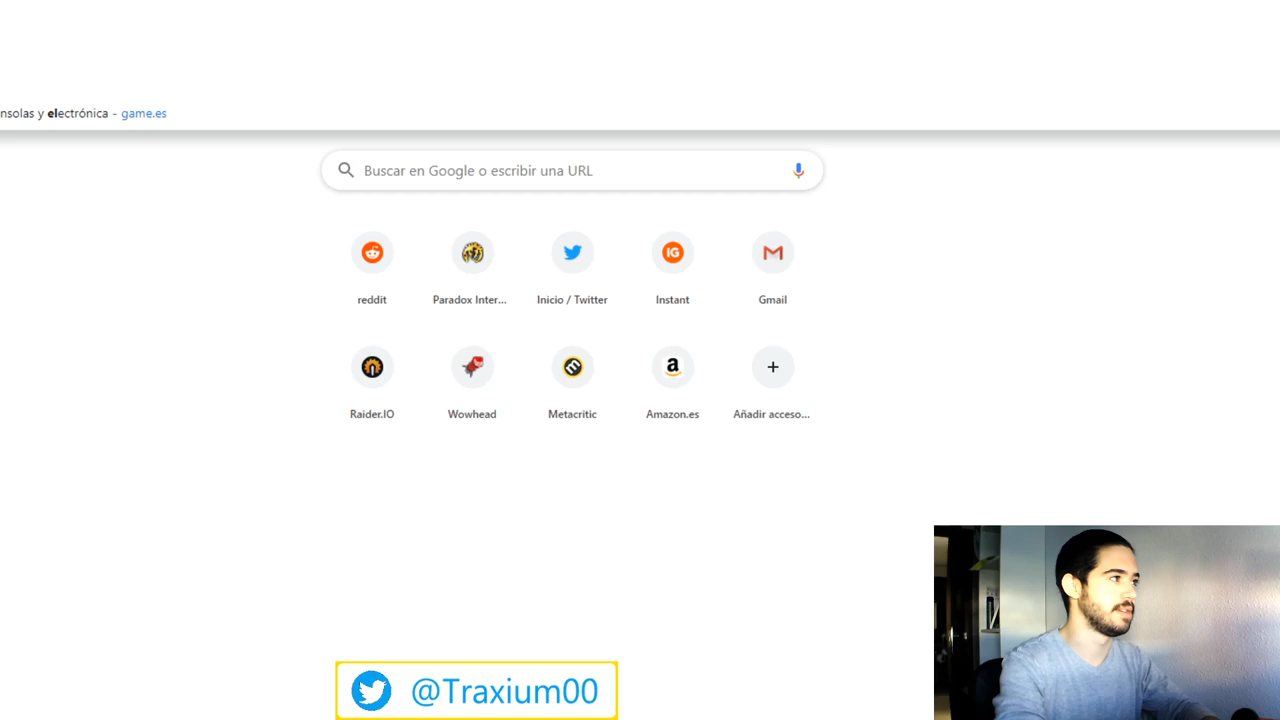 nsolas y electrónica - game.es
Buscar en Google o escribir una URL
reddit
Paradox Inter...
Inicio / Twitter
IG
Instant
Gmail
Raider.IO
Wowhead
Metacritic
a
Amazon.es
+
Añadir acceso...
@Traxium00